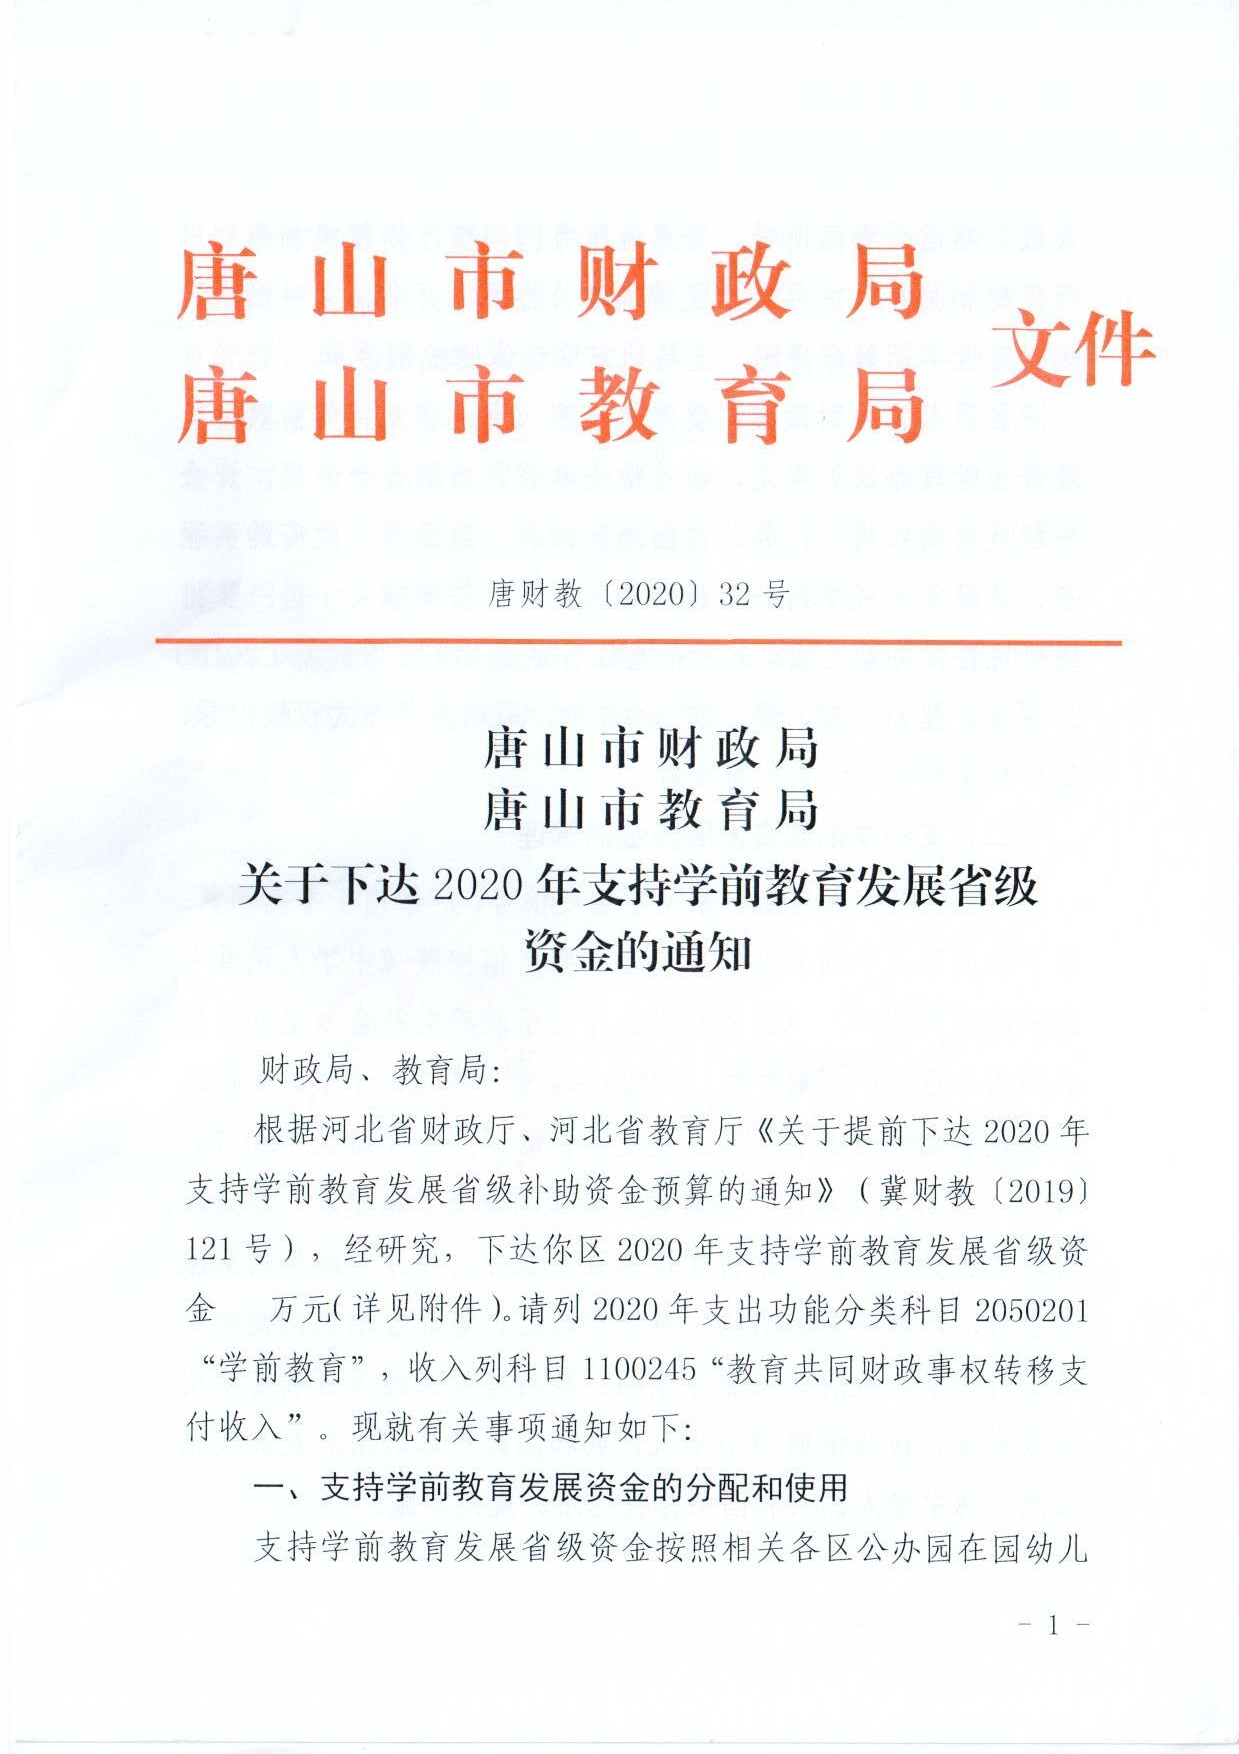 唐山市财政局
唐山市教育局
文件
唐财教〔2020〕32号
唐山市财政局
唐山市教育局
关于下达2020年支持学前教育发展省级
资金的通知
财政局、教育局：
根据河北省财政厅、河北省教育厅《关于提前下达2020年
支持学前教育发展省级补助资金预算的通知》（冀财教〔2019〕
121号），经研究，下达你区2020年支持学前教育发展省级资
金　　万元（详见附件）。请列2020年支出功能分类科目2050201
“学前教育”，收入列科目1100245“教育共同财政事权转移支
付收入”。现就有关事项通知如下：
一、支持学前教育发展资金的分配和使用
支持学前教育发展省级资金按照相关各区公办园在园幼儿
- 1 -